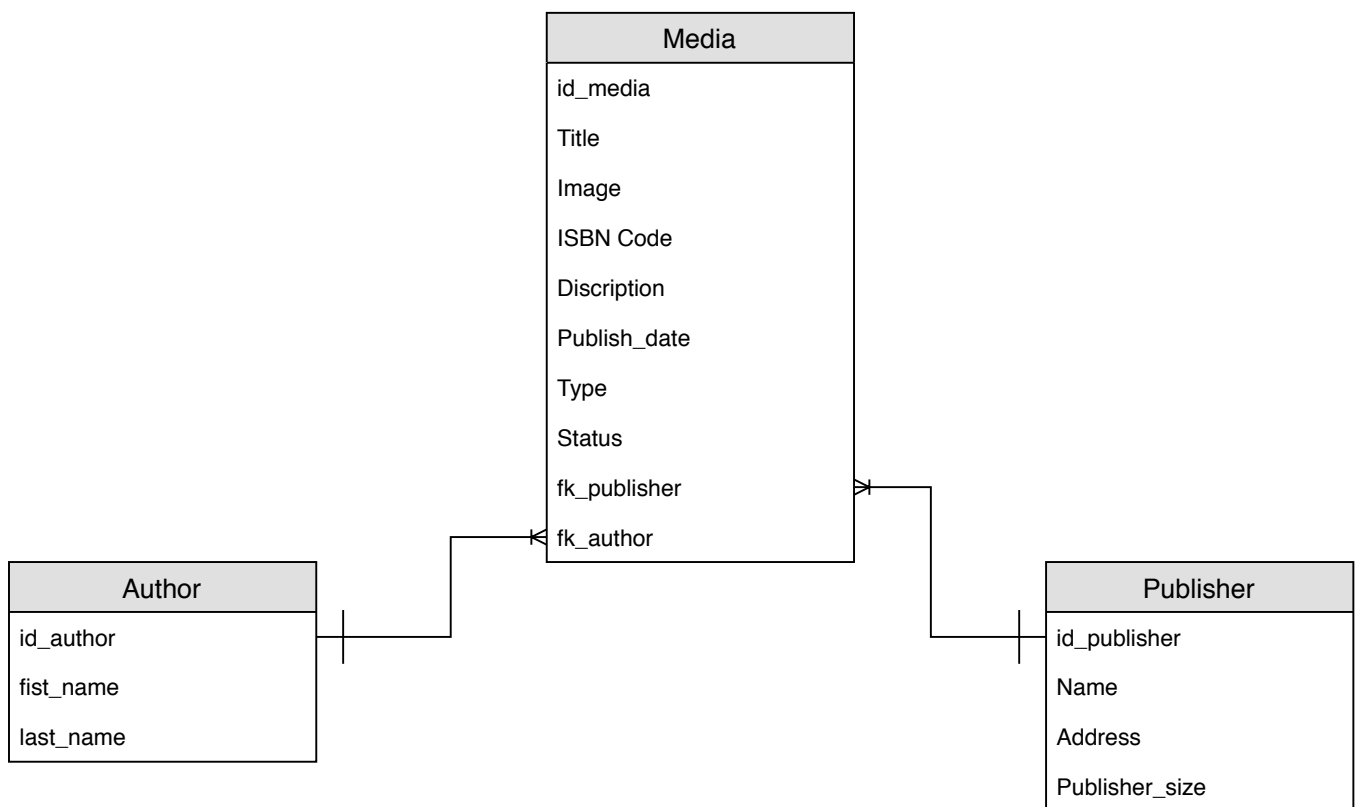 Media
id_media
Title
Image
ISBN Code
Discription
Publish_date
Type
Status
fk_publisher
fk_author
Author
id_author
fist_name
last_name
Publisher
id_publisher
Name
Address
Publisher_size